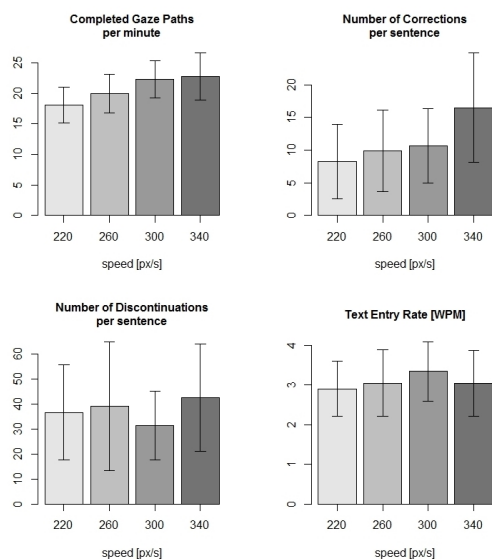 Completed Gaze Paths
per minute
25
20
15
10
5
0
220 260 300 340
speed [px/s]
Number of Corrections
per sentence
20
15
10
5
0
220 260 300 340
speed [px/s]
Number of Discontinuations
per sentence
60
50
40
30
20
10
0
220 260 300 340
speed [px/s]
Text Entry Rate [WPM]
4
3
2
1
0
220 260 300 340
speed [px/s]